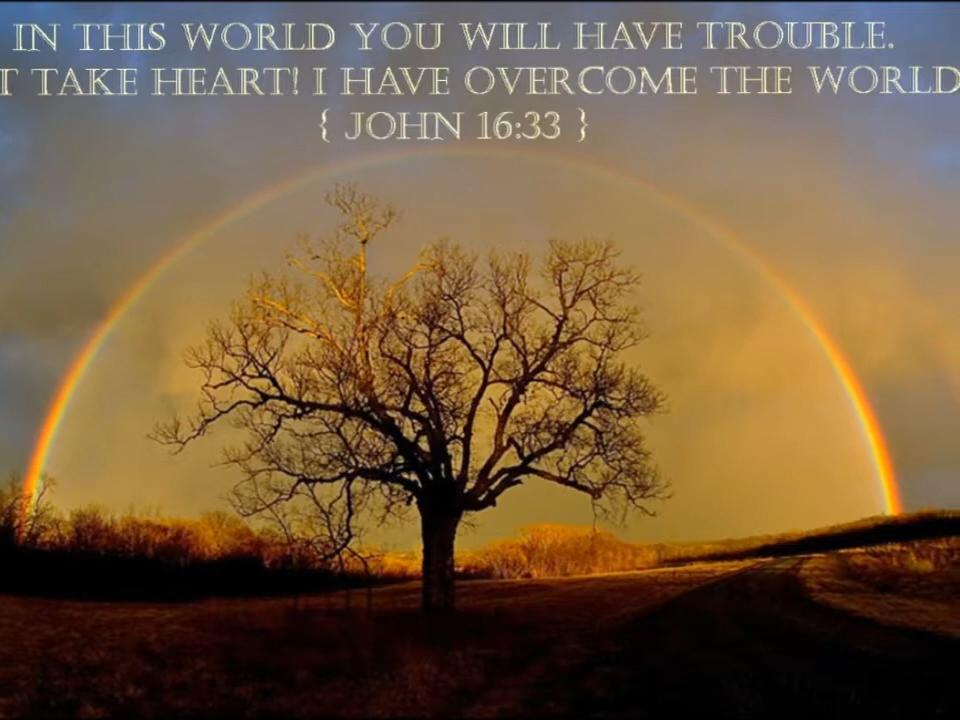 IN THIS WORLD YOU WILL HAVE TROUBLE.
T TAKE HEART! I HAVE OVERCOME THE WORLD
{ JOHN 16:33 }